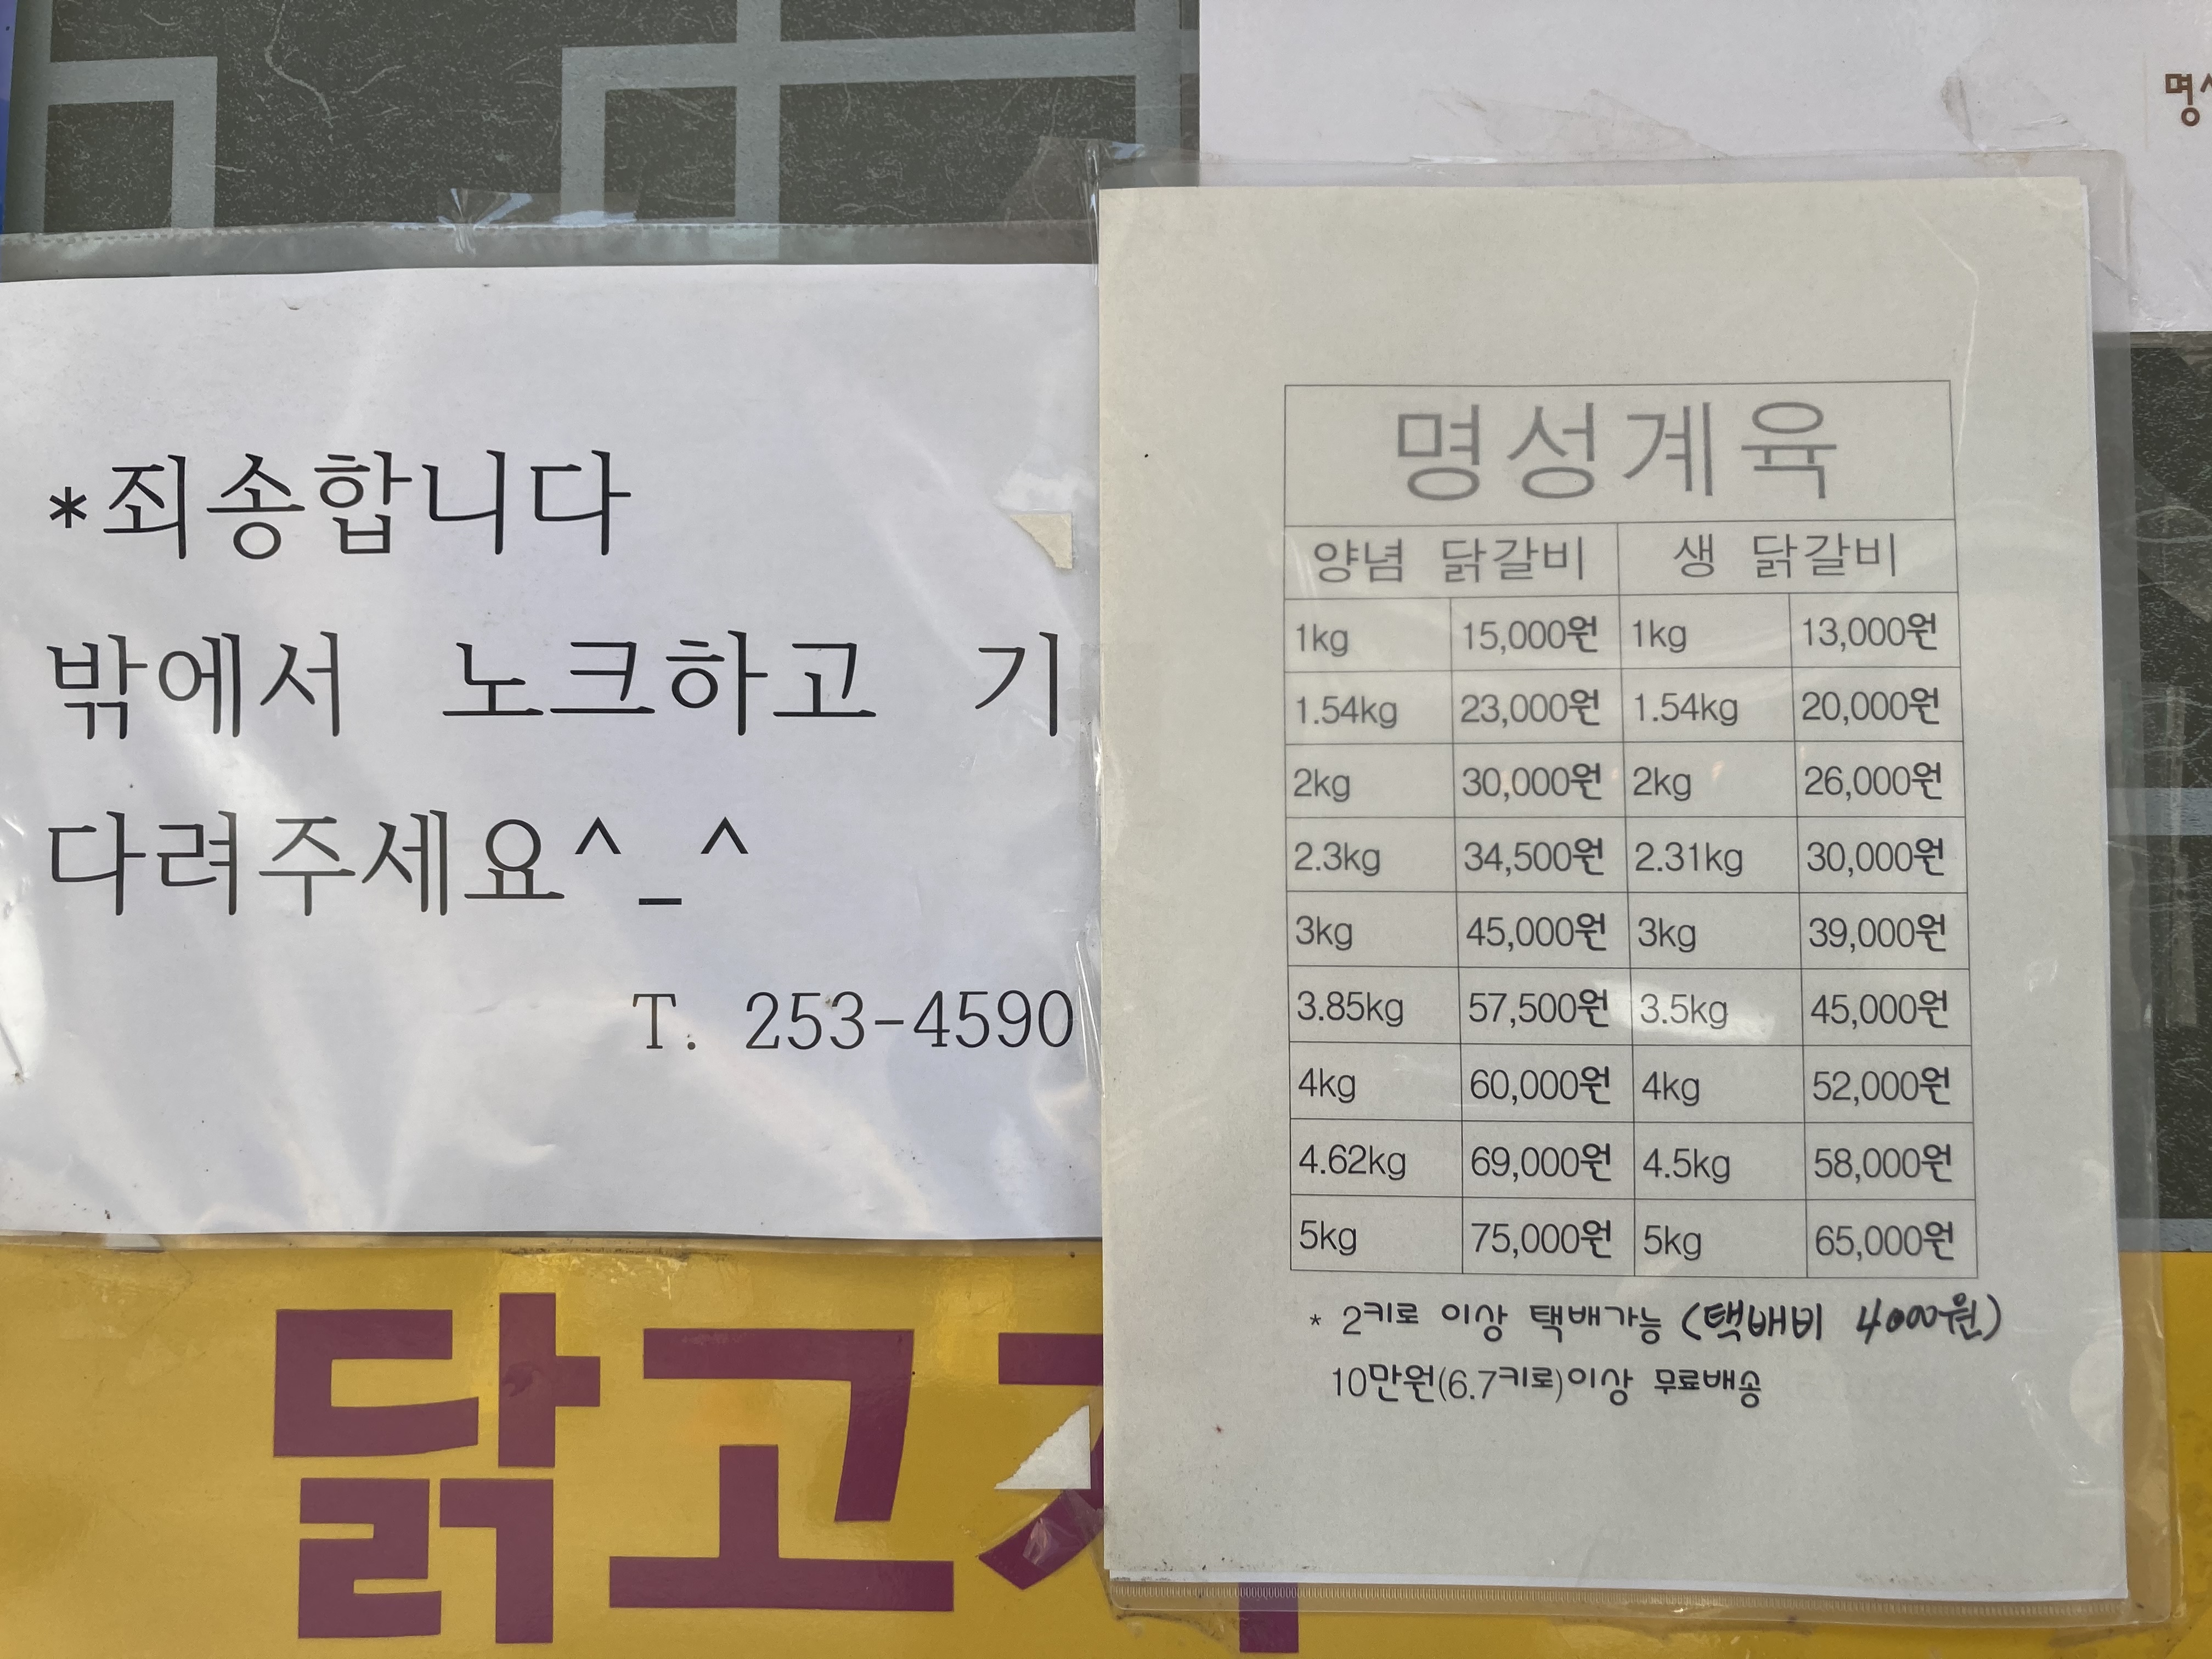 *죄송합니다
밖에서 노크하고 기
다려주세요^_^
T. 253-4590
닭고
명성계육
양념 닭갈비 생 닭갈비
1kg 15,000원 1kg 13,000원
1.54kg 23,000원 1.54kg 20,000원
2kg 30,000원 2kg 26,000원
2.3kg 34,500원 2.31kg 30,000원
3kg 45,000원 3kg 39,000원
3.85kg 57,500원 3.5kg 45,000원
4kg 60,000원 4kg 52,000원
4.62kg 69,000원 4.5kg 58,000원
5kg 75,000원 5kg 65,000원
* 2키로 이상 택배가능 (택배비 4000원)
10만원(6.7키로)이상 무료배송
명